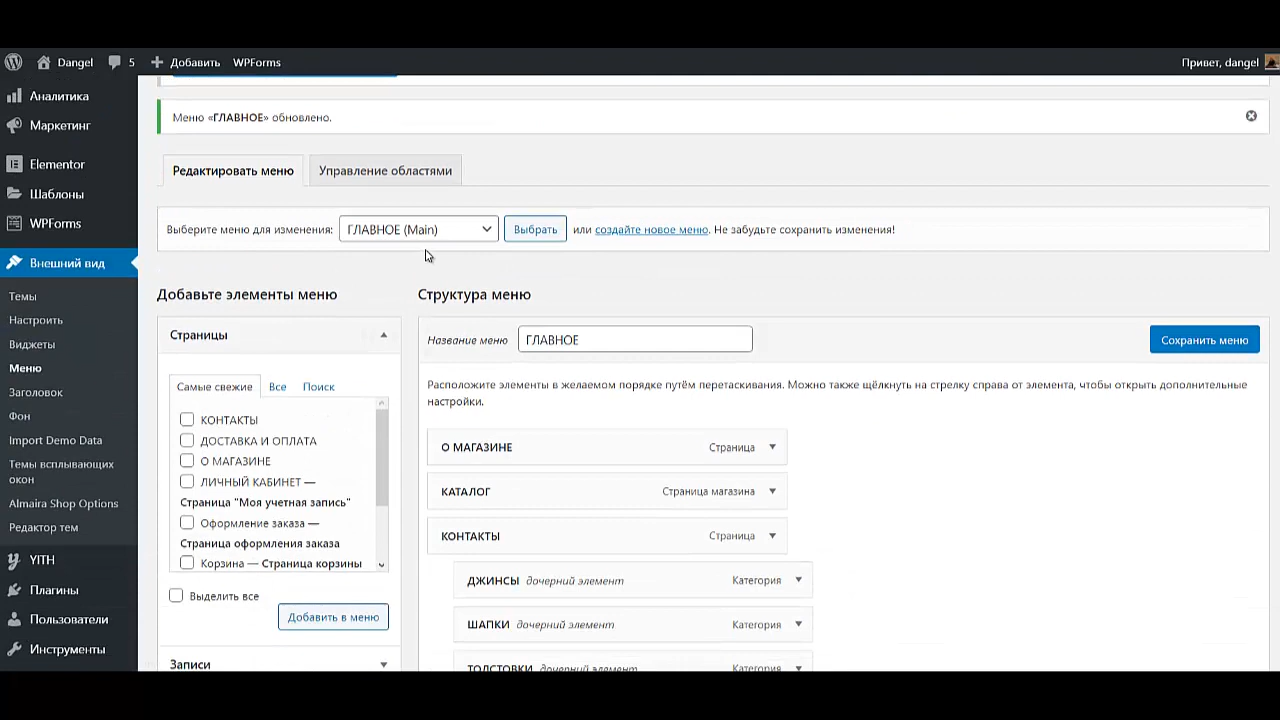 Dangel 5 Добавить WPForms Привет, dangel
Аналитика
Маркетинг
Elementor
Шаблоны
WPForms
Внешний вид
Темы
Настроить
Виджеты
Меню
Заголовок
Фон
Import Demo Data
Темы всплывающих
окон
Almaira Shop Options
Редактор тем
YITH
Плагины
Пользователи
Инструменты
Меню «ГЛАВНОЕ» обновлено.
Редактировать меню Управление областями
Выберите меню для изменения: ГЛАВНОЕ (Main) Выбрать или создайте новое меню. Не забудьте сохранить изменения!
Добавьте элементы меню
Страницы
Самые свежие Все Поиск
КОНТАКТЫ
ДОСТАВКА И ОПЛАТА
О МАГАЗИНЕ
ЛИЧНЫЙ КАБИНЕТ —
Страница "Моя учетная запись"
Оформление заказа —
Страница оформления заказа
Корзина — Страница корзины
Выделить все
Добавить в меню
Записи
Структура меню
Название меню ГЛАВНОЕ Сохранить меню
Расположите элементы в желаемом порядке путём перетаскивания. Можно также щёлкнуть на стрелку справа от элемента, чтобы открыть дополнительные
настройки.
О МАГАЗИНЕ Страница
КАТАЛОГ Страница магазина
КОНТАКТЫ Страница
ДЖИНСЫ дочерний элемент Категория
ШАПКИ дочерний элемент Категория
ТОЛСТОВКИ дочерний элемент Категория